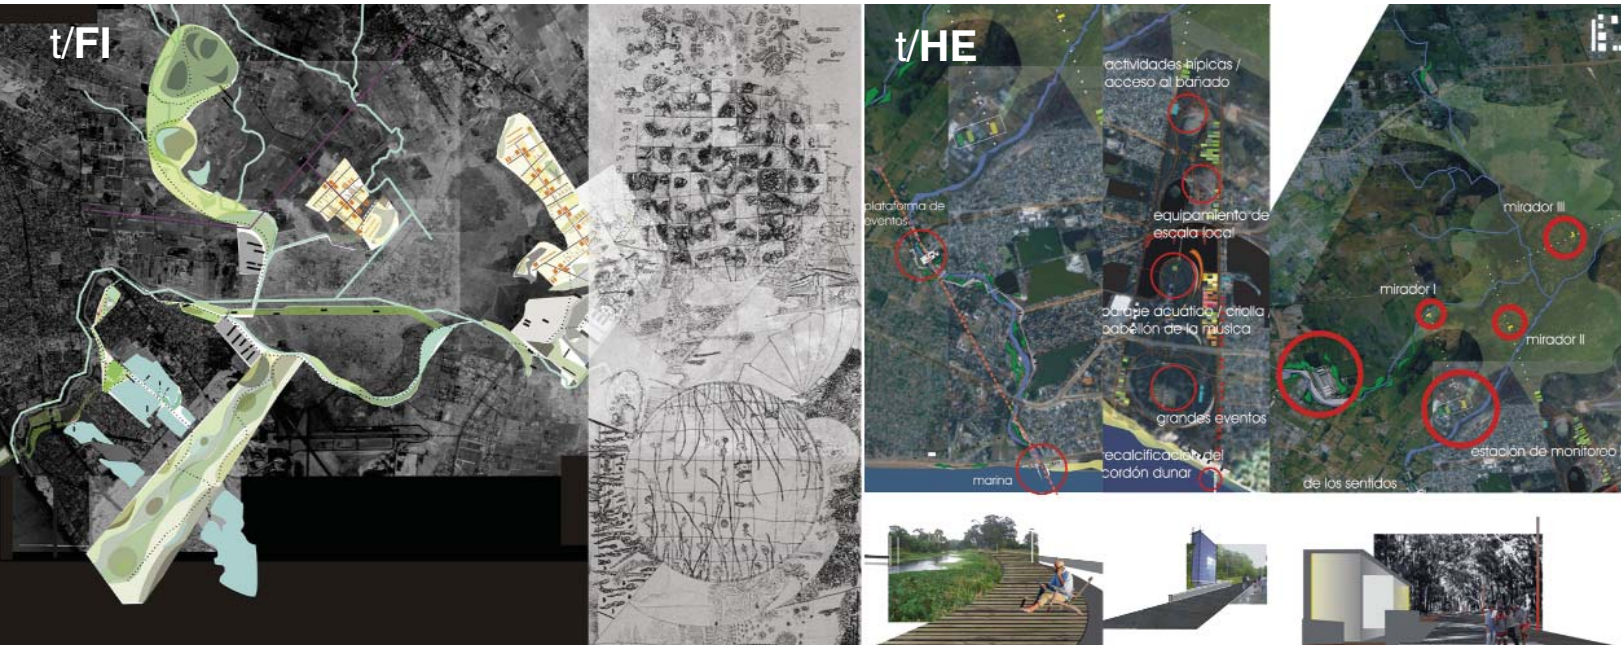 t/FI
t/HE
actividades hípicas /
acceso al bañado
plataforma de
eventos
equipamiento de
escala local
parque acuático / criolla /
pabellón de la música
grandes eventos
recalcificación del
cordón dunar
marina
mirador III
mirador I
mirador II
estación de monitoreo
de los sentidos